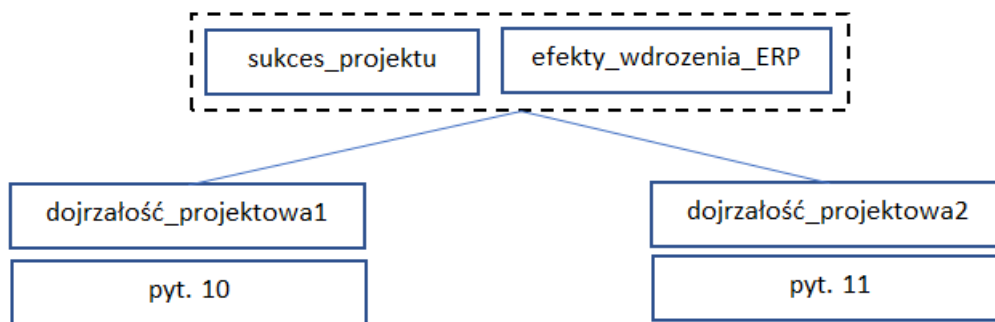 sukces_projektu
efekty_wdrozenia_ERP
dojrzałość_projektowa1
dojrzałość_projektowa2
pyt. 10
pyt. 11